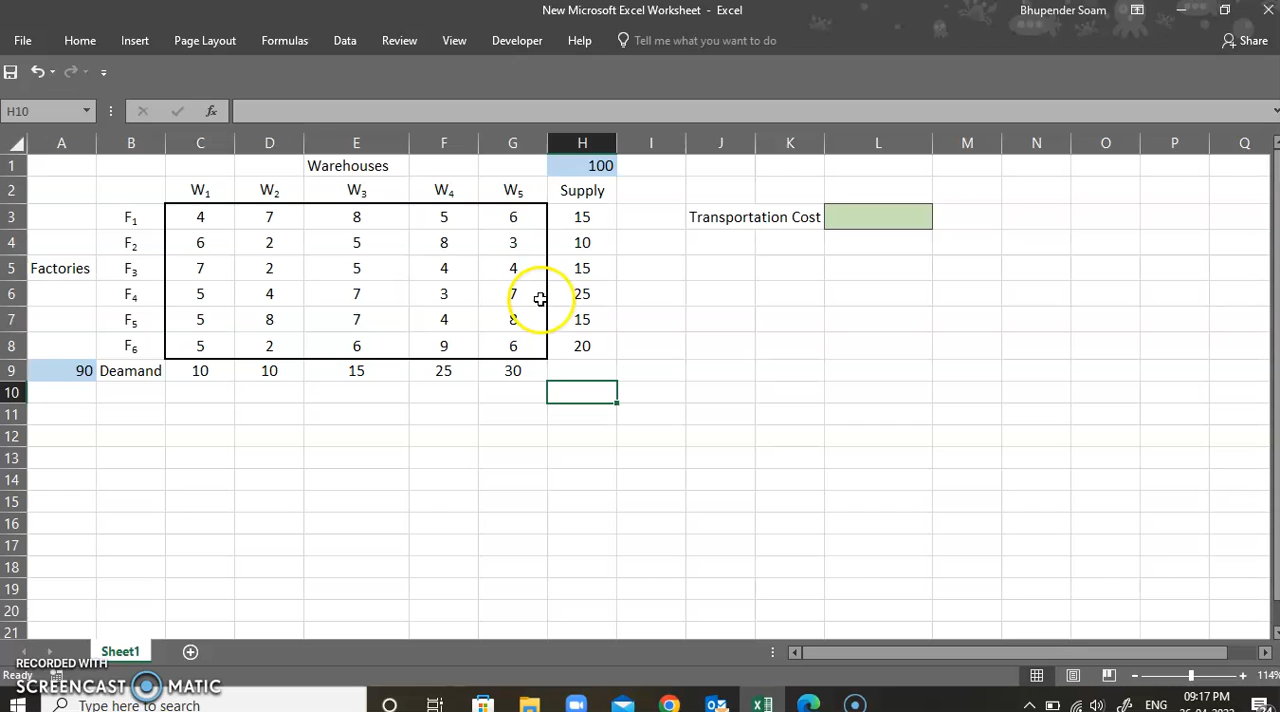 New Microsoft Excel Worksheet - Excel
Bhupender Soam
File Home Insert Page Layout Formulas Data Review View Developer Help Tell me what you want to do Share
H10 fx
A B C D E F G H I J K L M N O P Q
1 Warehouses 100
2 W1 W2 W3 W4 W5 Supply
3 F1 4 7 8 5 6 15 Transportation Cost
4 F2 6 2 5 8 3 10
5 Factories F3 7 2 5 4 4 15
6 F4 5 4 7 3 7 25
7 F5 5 8 7 4 8 15
8 F6 5 2 6 9 6 20
9 90 Deamand 10 10 15 25 30
10
11
12
13
14
15
16
17
18
19
20
21
Sheet1
RECORDED WITH
Ready 114%
SCREENCAST MATIC
Type here to search
ENG
09:17 PM